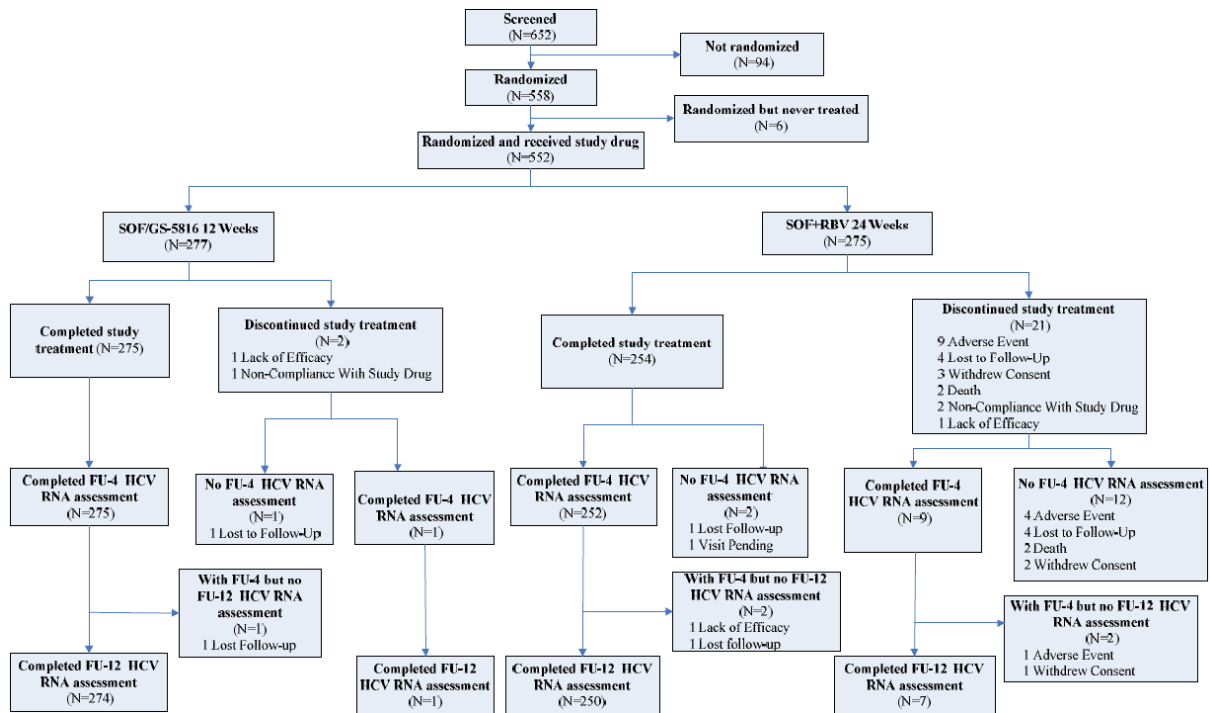 Screened
(N=652)
Not randomized
(N=94)
Randomized
(N=558)
Randomized but never treated
(N=6)
Randomized and received study drug
(N=552)
SOF/GS-5816 12 Weeks
(N=277)
SOF+RBV 24 Weeks
(N=275)
Completed study
treatment (N=275)
Discontinued study treatment
(N=2)
1 Lack of Efficacy
1 Non-Compliance With Study Drug
Completed study treatment
(N=254)
Discontinued study treatment
(N=21)
9 Adverse Event
4 Lost to Follow-Up
3 Withdrew Consent
2 Death
2 Non-Compliance With Study Drug
1 Lack of Efficacy
Completed FU-4 HCV
RNA assessment
(N=275)
No FU-4 HCV RNA
assessment
(N=1)
1 Lost to Follow-Up
Completed FU-4 HCV
RNA assessment
(N=1)
Completed FU-4 HCV
RNA assessment
(N=252)
No FU-4 HCV RNA
assessment
(N=2)
1 Lost Follow-up
1 Visit Pending
Completed FU-4
HCV RNA assessment
(N=9)
No FU-4 HCV RNA assessment
(N=12)
4 Adverse Event
4 Lost to Follow-Up
2 Death
2 Withdrew Consent
With FU-4 but no
FU-12 HCV RNA
assessment
(N=1)
1 Lost Follow-up
With FU-4 but no FU-12
HCV RNA assessment
(N=2)
1 Lack of Efficacy
1 Lost follow-up
With FU-4 but no FU-12 HCV
RNA assessment
(N=2)
1 Adverse Event
1 Withdrew Consent
Completed FU-12 HCV
RNA assessment
(N=274)
Completed FU-12
HCV RNA assessment
(N=1)
Completed FU-12 HCV
RNA assessment
(N=250)
Completed FU-12 HCV
RNA assessment
(N=7)